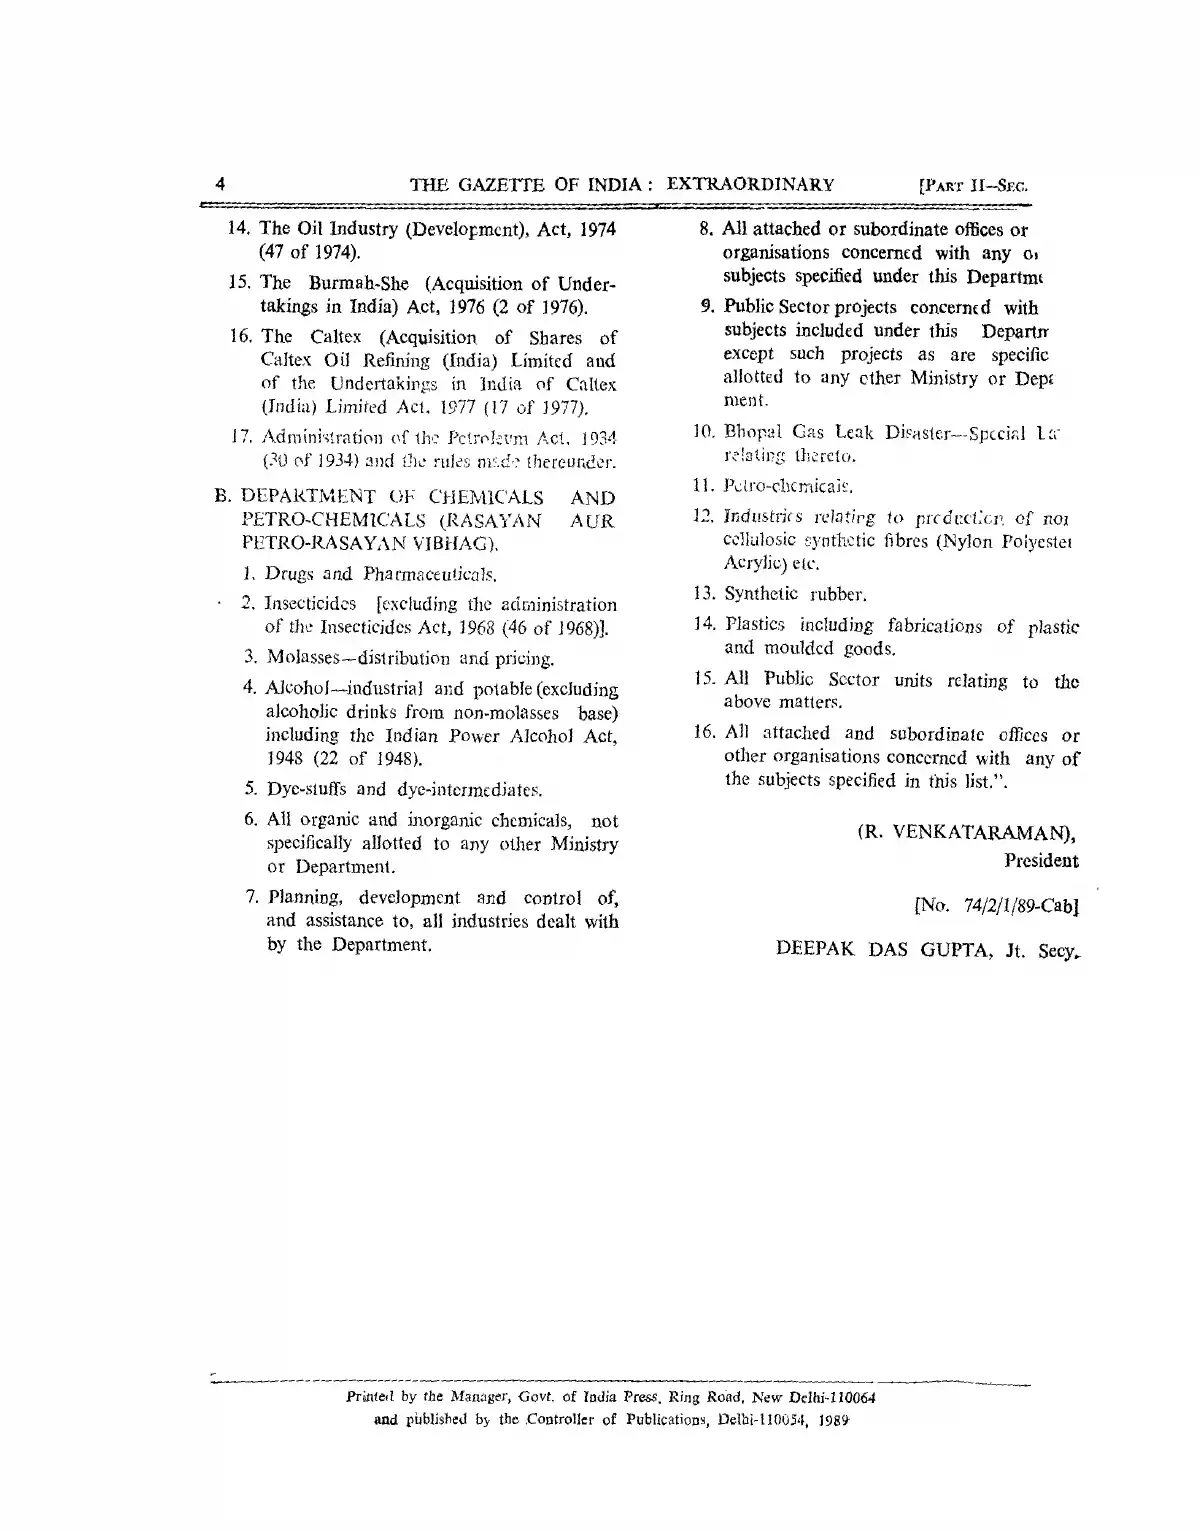 4 THE GAZETTE OF INDIA : EXTRAORDINARY [PART II—SEC.
14. The Oil Industry (Development), Act, 1974
(47 of 1974).
15. The Burmah-She (Acquisition of Under-
takings in India) Act, 1976 (2 of 1976).
16. The Caltex (Acquisition of Shares of
Caltex Oil Refining (India) Limited and
of the Undertakings in India of Caltex
(India) Limited Act, 1977 (17 of 1977).
17. Administration of the Petroleum Act, 1934
(30 of 1934) and the rules made thereunder.
B. DEPARTMENT OF CHEMICALS AND
PETRO-CHEMICALS (RASAYAN AUR
PETRO-RASAYAN VIBHAG).
1. Drugs and Pharmaceuticals.
2. Insecticides [excluding the administration
of the Insecticides Act, 1968 (46 of 1968)].
3. Molasses—distribution and pricing.
4. Alcohol—industrial and potable (excluding
alcoholic drinks from non-molasses base)
including the Indian Power Alcohol Act,
1948 (22 of 1948).
5. Dye-stuffs and dye-intermediates.
6. All organic and inorganic chemicals, not
specifically allotted to any other Ministry
or Department.
7. Planning, development and control of,
and assistance to, all industries dealt with
by the Department.
8. All attached or subordinate offices or
organisations concerned with any
subjects specified under this Departme
9. Public Sector projects concerned with
subjects included under this Departm
except such projects as are specific
allotted to any other Ministry or Depa
ment.
10. Bhopal Gas Leak Disaster—Special La
relating thereto.
11. Petro-chemicals.
12. Industries relating to production of non
cellulosic synthetic fibres (Nylon Polyester
Acrylic) etc.
13. Synthetic rubber.
14. Plastics including fabrications of plastic
and moulded goods.
15. All Public Sector units relating to the
above matters.
16. All attached and subordinate offices or
other organisations concerned with any of
the subjects specified in this list.".
(R. VENKATARAMAN),
President
[No. 74/2/1/89-Cab]
DEEPAK DAS GUPTA, Jt. Secy.
Printed by the Manager, Govt. of India Press, Ring Road, New Delhi-110064
and published by the Controller of Publications, Delhi-110054, 1989